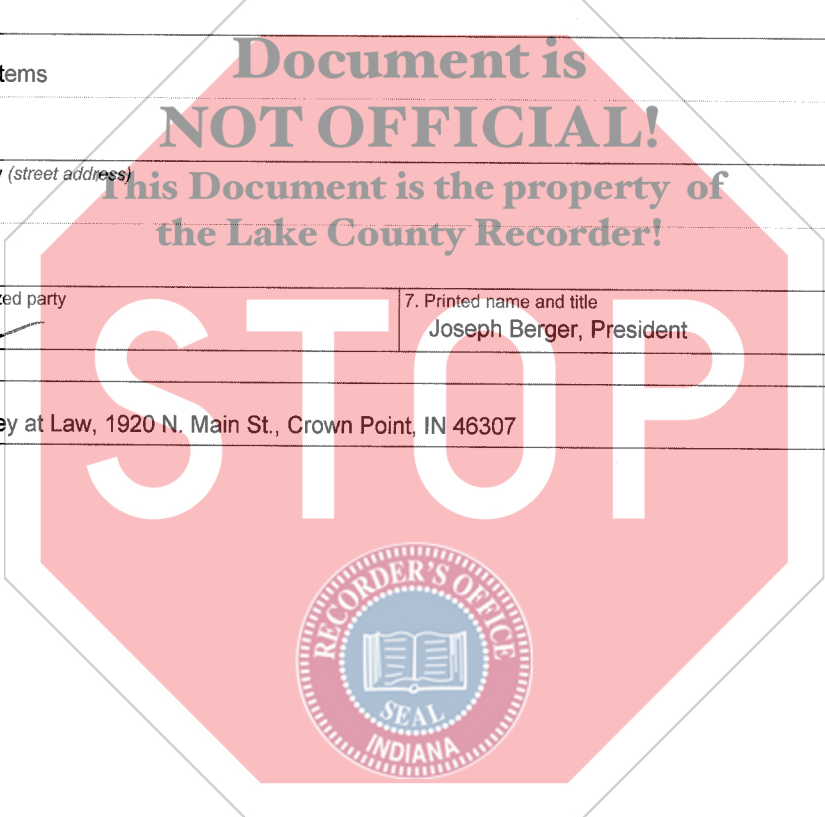 Document is
tems
NOT OFFICIAL!
(street address)
This Document is the property of
the Lake County Recorder!
zed party
7. Printed name and title
Joseph Berger, President
STOP
ey at Law, 1920 N. Main St., Crown Point, IN 46307
RECORDER'S OFFICE
SEAL
INDIANA